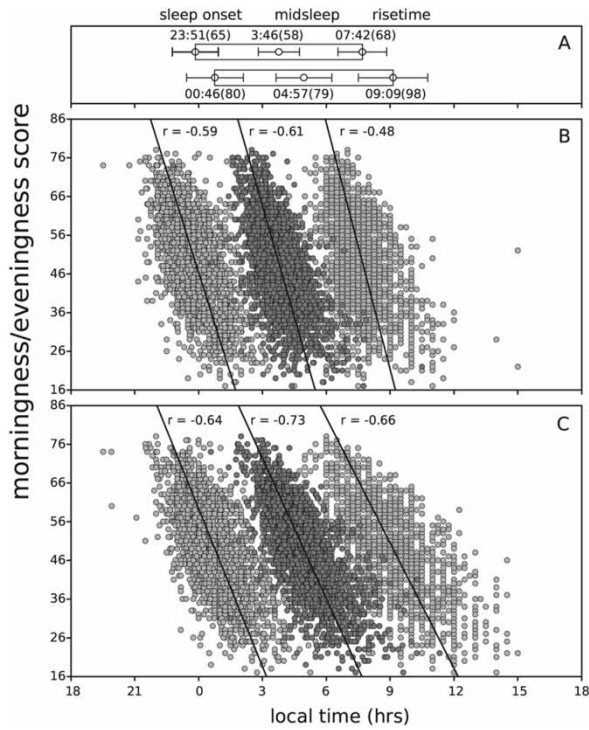 sleep onset midsleep risetime
23:51(65) 3:46(58) 07:42(68) A
00:46(80) 04:57(79) 09:09(98)
morningness/eveningness score
86 B
r = -0.59 r = -0.61 r = -0.48
76
66
56
46
36
26
16
86 C
r = -0.64 r = -0.73 r = -0.66
76
66
56
46
36
26
16
18 21 0 3 6 9 12 15 18
local time (hrs)